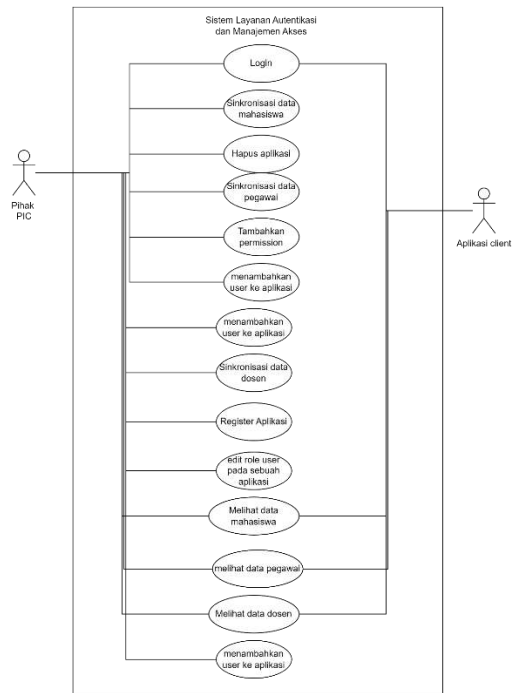 Sistem Layanan Autentikasi
dan Manajemen Akses
Login
Sinkronisasi data
mahasiswa
Hapus aplikasi
Sinkronisasi data
pegawai
Pihak
PIC
Tambahkan
permission
Aplikasi client
menambahkan
user ke aplikasi
menambahkan
user ke aplikasi
Sinkronisasi data
dosen
Register Aplikasi
edit role user
pada sebuah
aplikasi
Melihat data
mahasiswa
melihat data pegawai
Melihat data dosen
menambahkan
user ke aplikasi